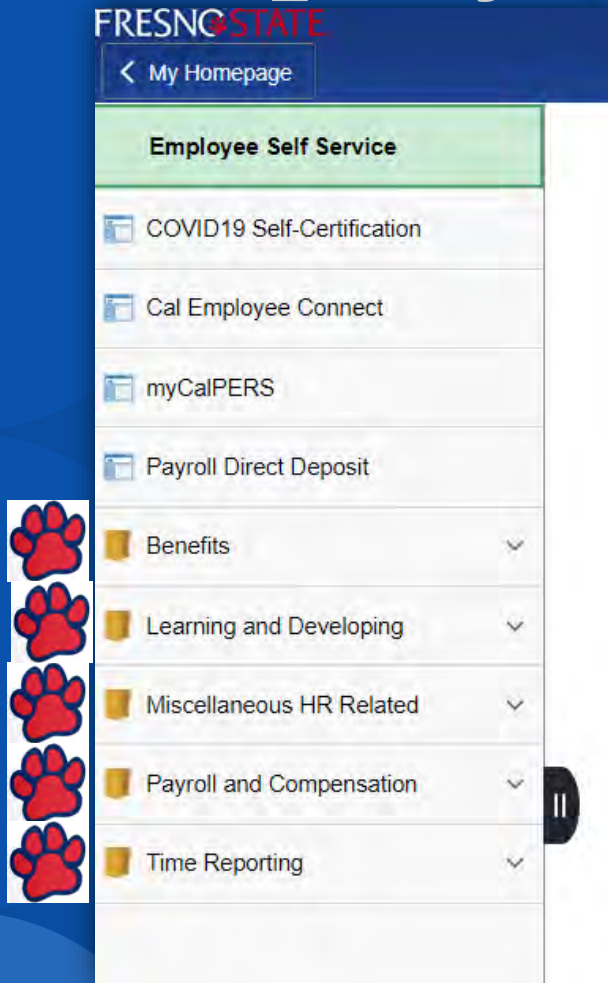 FRESNO STATE
My Homepage
Employee Self Service
COVID19 Self-Certification
Cal Employee Connect
myCalPERS
Payroll Direct Deposit
Benefits
Learning and Developing
Miscellaneous HR Related
Payroll and Compensation
Time Reporting